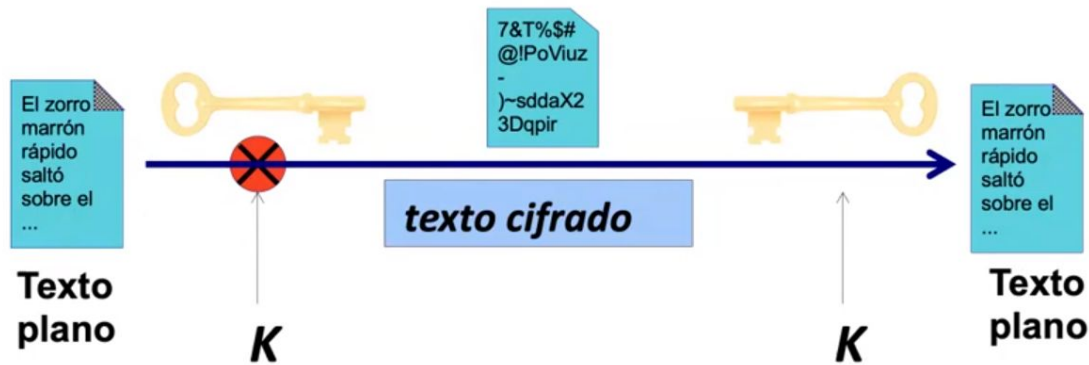 7&T%$#
@!PoViuz
-
)~sddaX2
3Dqpir
El zorro
marrón
rápido
saltó
sobre el
...
El zorro
marrón
rápido
saltó
sobre el
...
texto cifrado
Texto
plano
Texto
plano
K
K